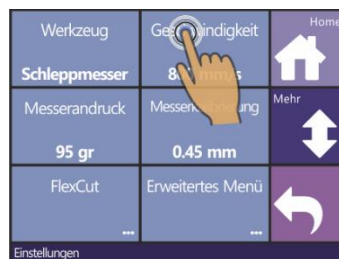 Werkzeug
Schleppmesser
Home
Messerandruck
95 gr
0.45 mm
Mehr
FlexCut
...
Erweitertes Menü
...
Einstellungen